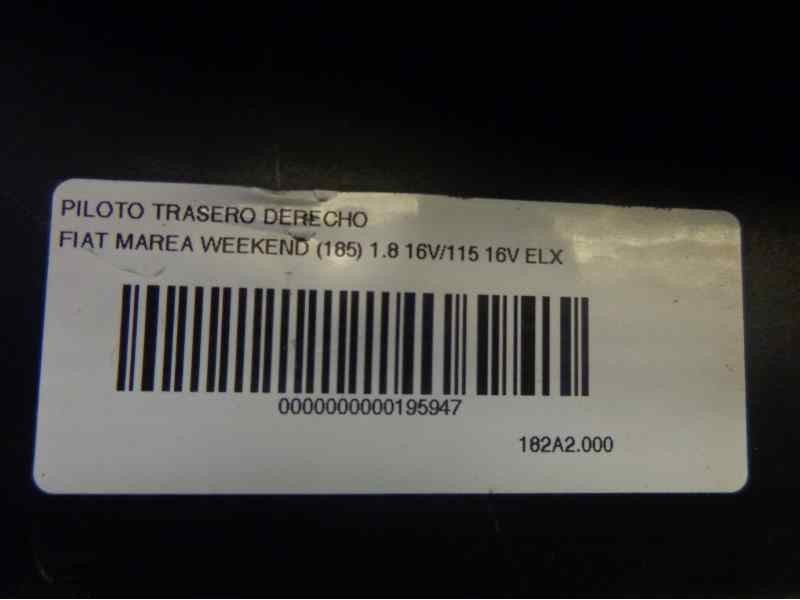 PILOTO TRASERO DERECHO
FIAT MAREA WEEKEND (185) 1.8 16V/115 16V ELX
0000000000195947
182A2.000